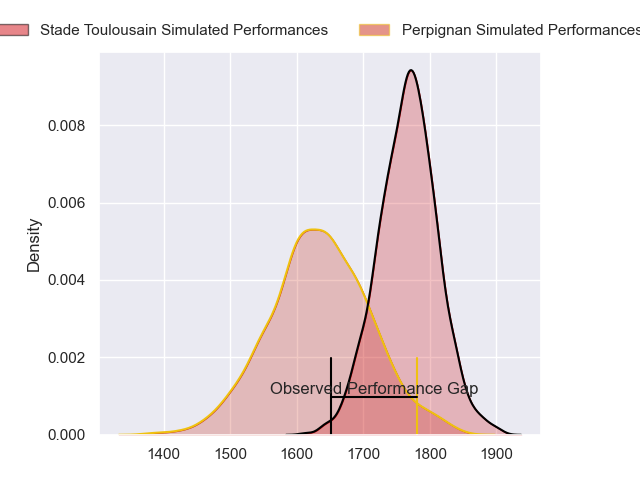 Stade Toulousain Simulated Performances
Perpignan Simulated Performances
0.008
0.006
0.004
0.002
0.000
Density
Observed Performance Gap
1400 1500 1600 1700 1800 1900